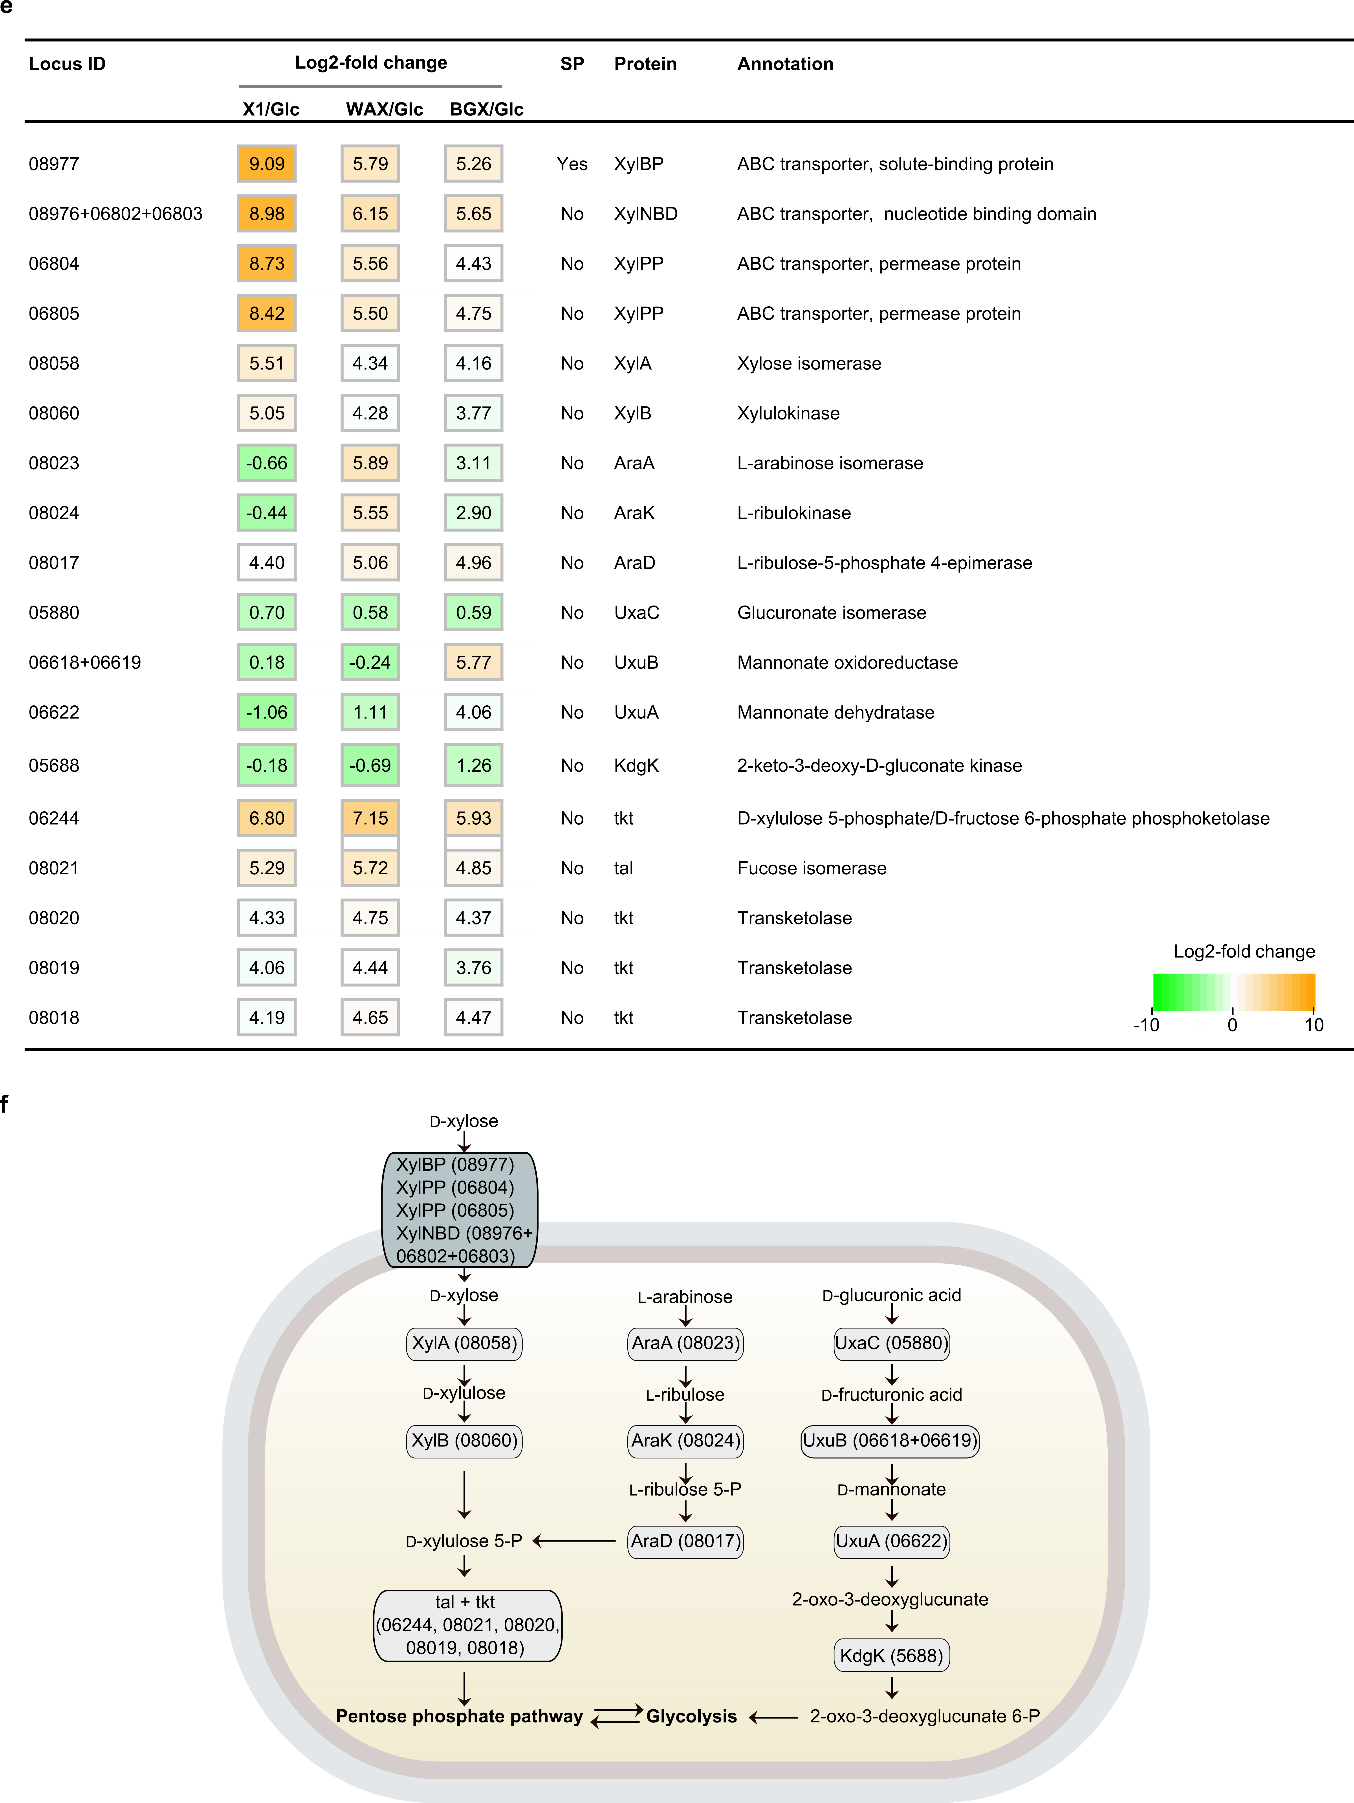 e
Locus ID Log2-fold change SP Protein Annotation
X1/Glc WAX/Glc BGX/Glc
08977 9.09 5.79 5.26 Yes XylBP ABC transporter, solute-binding protein
08976+06802+06803 8.98 6.15 5.65 No XylNBD ABC transporter, nucleotide binding domain
06804 8.73 5.56 4.43 No XylPP ABC transporter, permease protein
06805 8.42 5.50 4.75 No XylPP ABC transporter, permease protein
08058 5.51 4.34 4.16 No XylA Xylose isomerase
08060 5.05 4.28 3.77 No XylB Xylulokinase
08023 -0.66 5.89 3.11 No AraA L-arabinose isomerase
08024 -0.44 5.55 2.90 No AraK L-ribulokinase
08017 4.40 5.06 4.96 No AraD L-ribulose-5-phosphate 4-epimerase
05880 0.70 0.58 0.59 No UxaC Glucuronate isomerase
06618+06619 0.18 -0.24 5.77 No UxuB Mannonate oxidoreductase
06622 -1.06 1.11 4.06 No UxuA Mannonate dehydratase
05688 -0.18 -0.69 1.26 No KdgK 2-keto-3-deoxy-D-gluconate kinase
06244 6.80 7.15 5.93 No tkt D-xylulose 5-phosphate/D-fructose 6-phosphate phosphoketolase
08021 5.29 5.72 4.85 No tal Fucose isomerase
08020 4.33 4.75 4.37 No tkt Transketolase
08019 4.06 4.44 3.76 No tkt Transketolase
08018 4.19 4.65 4.47 No tkt Transketolase
Log2-fold change
-10 0 10
f
D-xylose
XylBP (08977)
XylPP (06804)
XylPP (06805)
XylNBD (08976+
06802+06803)
D-xylose L-arabinose D-glucuronic acid
XylA (08058) AraA (08023) UxaC (05880)
D-xylulose L-ribulose D-fructuronic acid
XylB (08060) AraK (08024) UxuB (06618+06619)
L-ribulose 5-P D-mannonate
D-xylulose 5-P AraD (08017) UxuA (06622)
2-oxo-3-deoxyglucunate
tal + tkt
(06244, 08021, 08020,
08019, 08018)
KdgK (5688)
Pentose phosphate pathway Glycolysis 2-oxo-3-deoxyglucunate 6-P